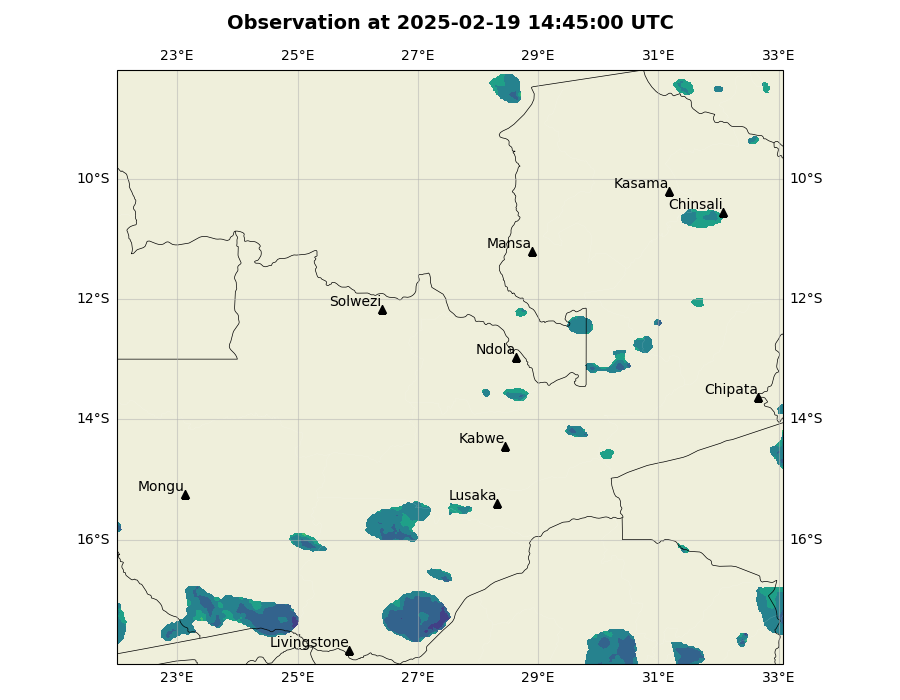 Observation at 2025-02-19 14:45:00 UTC
23°E 25°E 27°E 29°E 31°E 33°E
10°S 10°S
Kasama
Chinsali
Mansa
12°S 12°S
Solwezi
Ndola
Chipata
14°S 14°S
Kabwe
Mongu
Lusaka
16°S 16°S
Livingstone
23°E 25°E 27°E 29°E 31°E 33°E